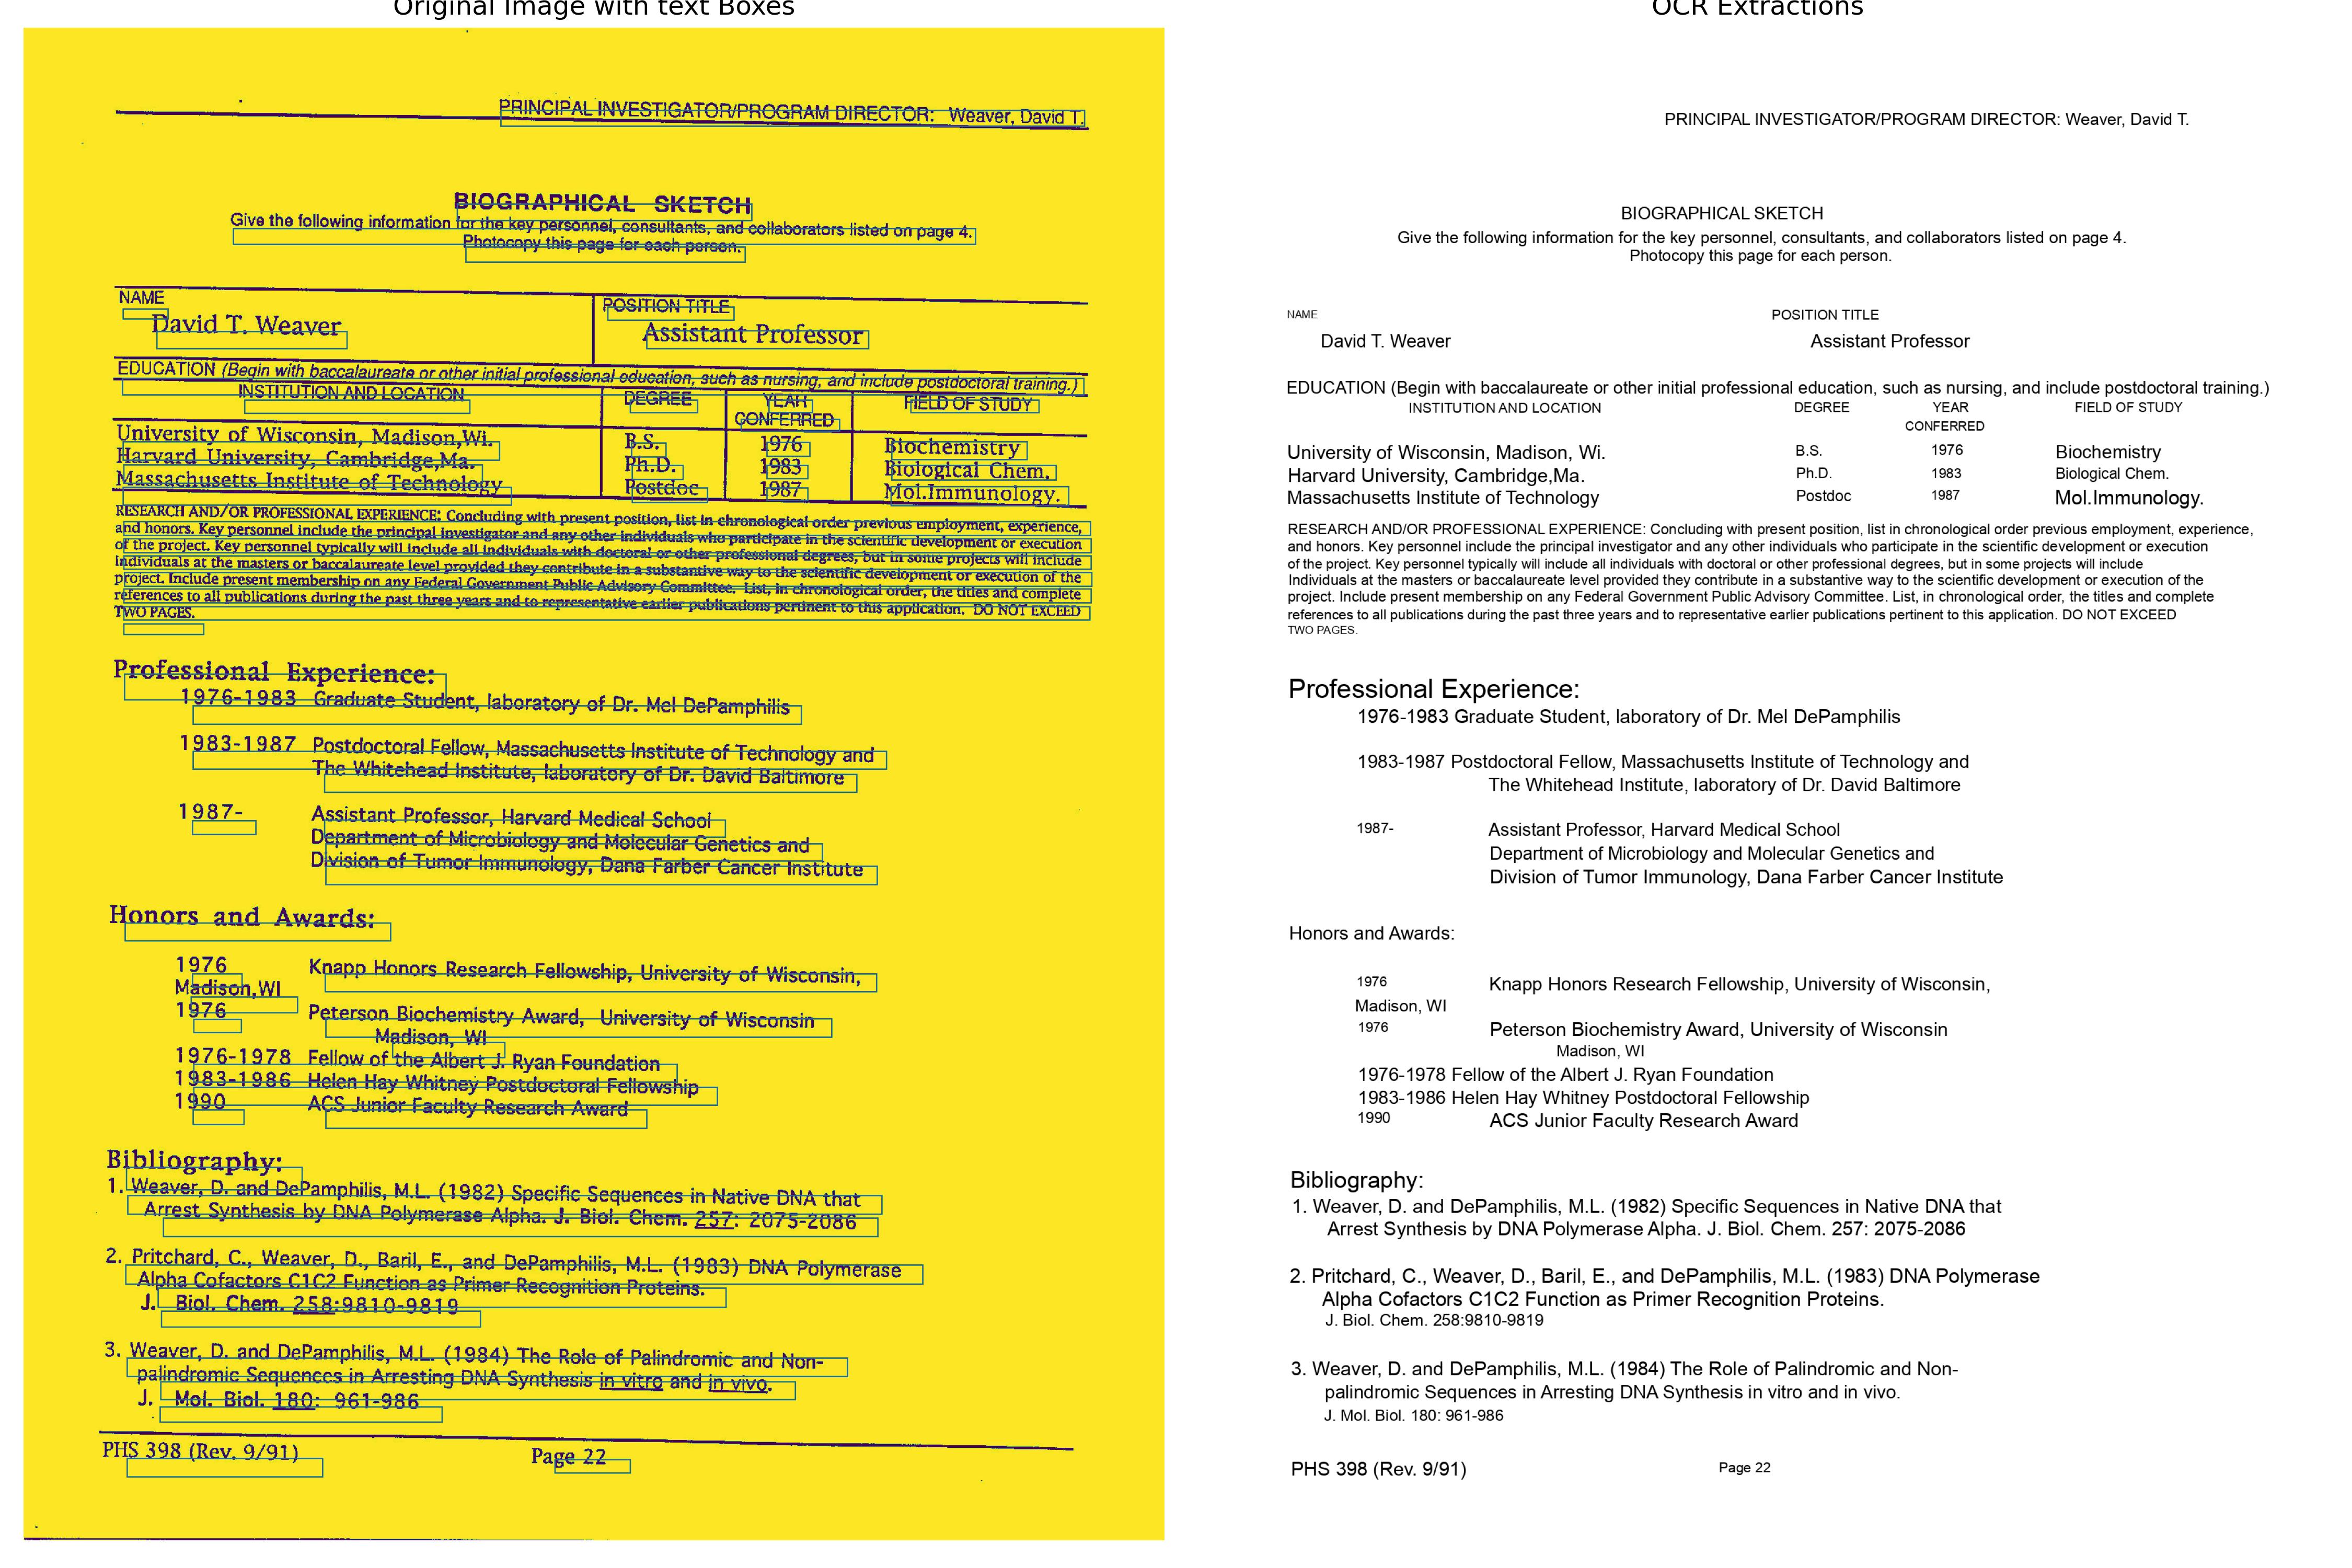 Original Image with text Boxes
PRINCIPAL INVESTIGATOR/PROGRAM DIRECTOR: Weaver, David T.
BIOGRAPHICAL SKETCH
Give the following information for the key personnel, consultants, and collaborators listed on page 4.
Photocopy this page for each person.
NAME
POSITION TITLE
David T. Weaver
Assistant Professor
EDUCATION (Begin with baccalaureate or other initial professional education, such as nursing, and include postdoctoral training.)
INSTITUTION AND LOCATION DEGREE YEAR CONFERRED FIELD OF STUDY
University of Wisconsin, Madison,Wi. B.S. 1976 Biochemistry
Harvard University, Cambridge,Ma. Ph.D. 1983 Biological Chem.
Massachusetts Institute of Technology Postdoc 1987 Mol.Immunology.
RESEARCH AND/OR PROFESSIONAL EXPERIENCE: Concluding with present position, list in chronological order previous employment, experience,
and honors. Key personnel include the principal investigator and any other individuals who participate in the scientific development or execution
of the project. Key personnel typically will include all individuals with doctoral or other professional degrees, but in some projects will include
individuals at the masters or baccalaureate level provided they contribute in a substantive way to the scientific development or execution of the
project. Include present membership on any Federal Government Public Advisory Committee. List, in chronological order, the titles and complete
references to all publications during the past three years and to representative earlier publications pertinent to this application. DO NOT EXCEED
TWO PAGES.
Professional Experience:
1976-1983 Graduate Student, laboratory of Dr. Mel DePamphilis
1983-1987 Postdoctoral Fellow, Massachusetts Institute of Technology and
The Whitehead Institute, laboratory of Dr. David Baltimore
1987- Assistant Professor, Harvard Medical School
Department of Microbiology and Molecular Genetics and
Division of Tumor Immunology, Dana Farber Cancer Institute
Honors and Awards:
1976 Knapp Honors Research Fellowship, University of Wisconsin,
Madison,WI
1976 Peterson Biochemistry Award, University of Wisconsin
Madison, WI
1976-1978 Fellow of the Albert J. Ryan Foundation
1983-1986 Helen Hay Whitney Postdoctoral Fellowship
1990 ACS Junior Faculty Research Award
Bibliography:
1. Weaver, D. and DePamphilis, M.L. (1982) Specific Sequences in Native DNA that
Arrest Synthesis by DNA Polymerase Alpha. J. Biol. Chem. 257: 2075-2086
2. Pritchard, C., Weaver, D., Baril, E., and DePamphilis, M.L. (1983) DNA Polymerase
Alpha Cofactors C1C2 Function as Primer Recognition Proteins.
J. Biol. Chem. 258:9810-9819
3. Weaver, D. and DePamphilis, M.L. (1984) The Role of Palindromic and Non-
palindromic Sequences in Arresting DNA Synthesis in vitro and in vivo.
J. Mol. Biol. 180: 961-986
PHS 398 (Rev. 9/91) Page 22
OCR Extractions
PRINCIPAL INVESTIGATOR/PROGRAM DIRECTOR: Weaver, David T.
BIOGRAPHICAL SKETCH
Give the following information for the key personnel, consultants, and collaborators listed on page 4.
Photocopy this page for each person.
NAME
POSITION TITLE
David T. Weaver
Assistant Professor
EDUCATION (Begin with baccalaureate or other initial professional education, such as nursing, and include postdoctoral training.)
INSTITUTION AND LOCATION DEGREE YEAR CONFERRED FIELD OF STUDY
University of Wisconsin, Madison, Wi. B.S. 1976 Biochemistry
Harvard University, Cambridge,Ma. Ph.D. 1983 Biological Chem.
Massachusetts Institute of Technology Postdoc 1987 Mol.Immunology.
RESEARCH AND/OR PROFESSIONAL EXPERIENCE: Concluding with present position, list in chronological order previous employment, experience,
and honors. Key personnel include the principal investigator and any other individuals who participate in the scientific development or execution
of the project. Key personnel typically will include all individuals with doctoral or other professional degrees, but in some projects will include
Individuals at the masters or baccalaureate level provided they contribute in a substantive way to the scientific development or execution of the
project. Include present membership on any Federal Government Public Advisory Committee. List, in chronological order, the titles and complete
references to all publications during the past three years and to representative earlier publications pertinent to this application. DO NOT EXCEED
TWO PAGES.
Professional Experience:
1976-1983 Graduate Student, laboratory of Dr. Mel DePamphilis
1983-1987 Postdoctoral Fellow, Massachusetts Institute of Technology and
The Whitehead Institute, laboratory of Dr. David Baltimore
1987- Assistant Professor, Harvard Medical School
Department of Microbiology and Molecular Genetics and
Division of Tumor Immunology, Dana Farber Cancer Institute
Honors and Awards:
1976 Knapp Honors Research Fellowship, University of Wisconsin,
Madison, WI
1976 Peterson Biochemistry Award, University of Wisconsin
Madison, WI
1976-1978 Fellow of the Albert J. Ryan Foundation
1983-1986 Helen Hay Whitney Postdoctoral Fellowship
1990 ACS Junior Faculty Research Award
Bibliography:
1. Weaver, D. and DePamphilis, M.L. (1982) Specific Sequences in Native DNA that
Arrest Synthesis by DNA Polymerase Alpha. J. Biol. Chem. 257: 2075-2086
2. Pritchard, C., Weaver, D., Baril, E., and DePamphilis, M.L. (1983) DNA Polymerase
Alpha Cofactors C1C2 Function as Primer Recognition Proteins.
J. Biol. Chem. 258:9810-9819
3. Weaver, D. and DePamphilis, M.L. (1984) The Role of Palindromic and Non-
palindromic Sequences in Arresting DNA Synthesis in vitro and in vivo.
J. Mol. Biol. 180: 961-986
PHS 398 (Rev. 9/91) Page 22